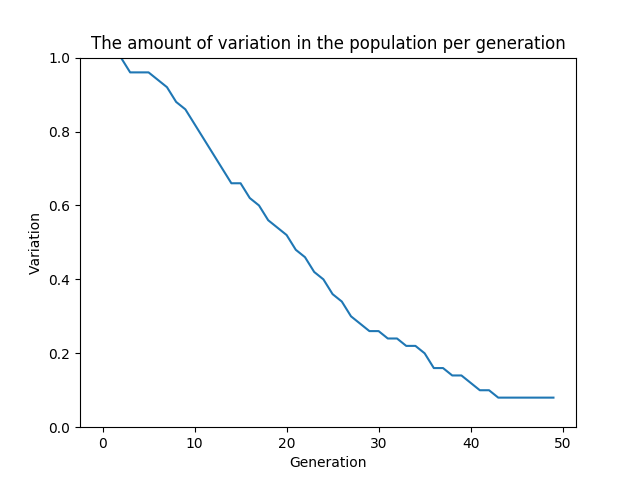 The amount of variation in the population per generation
1.0
0.8
0.6
0.4
0.2
0.0
Variation
0 10 20 30 40 50
Generation